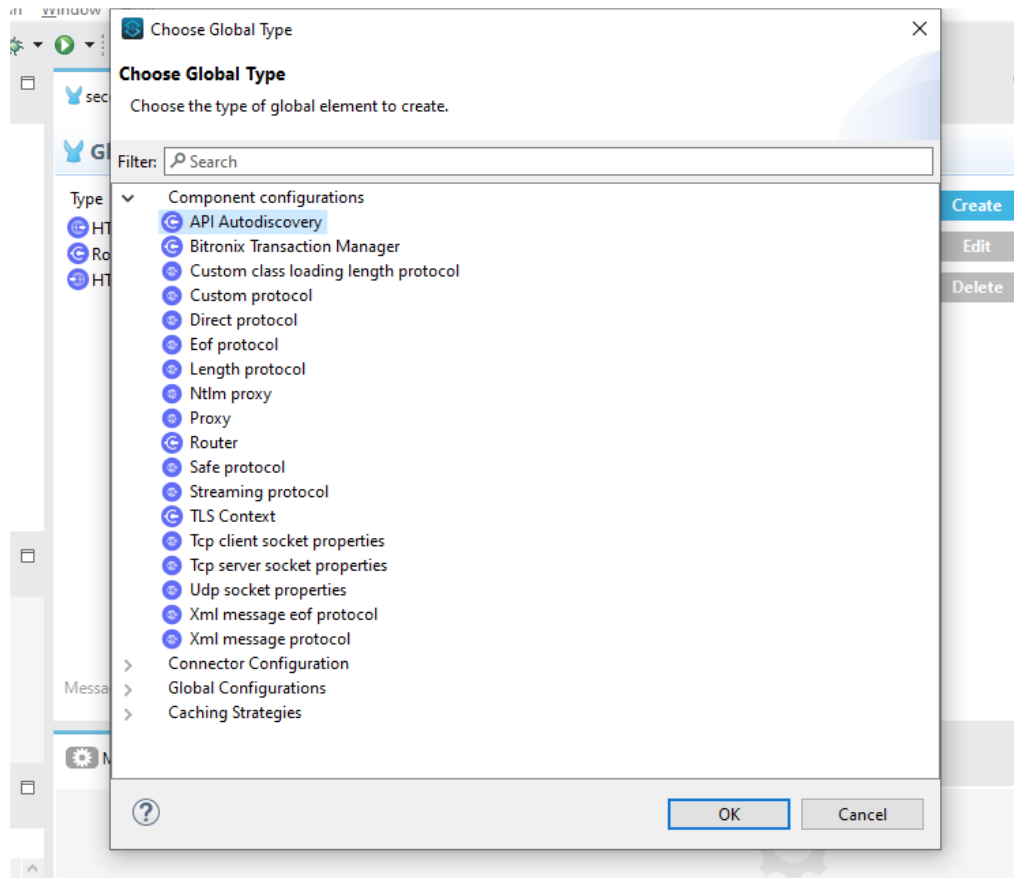 Window
Choose Global Type
Choose Global Type
Choose the type of global element to create.
Filter: Search
Type
Component configurations
API Autodiscovery
Bitronix Transaction Manager
Custom class loading length protocol
Custom protocol
Direct protocol
Eof protocol
Length protocol
Ntlm proxy
Proxy
Router
Safe protocol
Streaming protocol
TLS Context
Tcp client socket properties
Tcp server socket properties
Udp socket properties
Xml message eof protocol
Xml message protocol
Connector Configuration
Global Configurations
Caching Strategies
Create
Edit
Delete
OK
Cancel